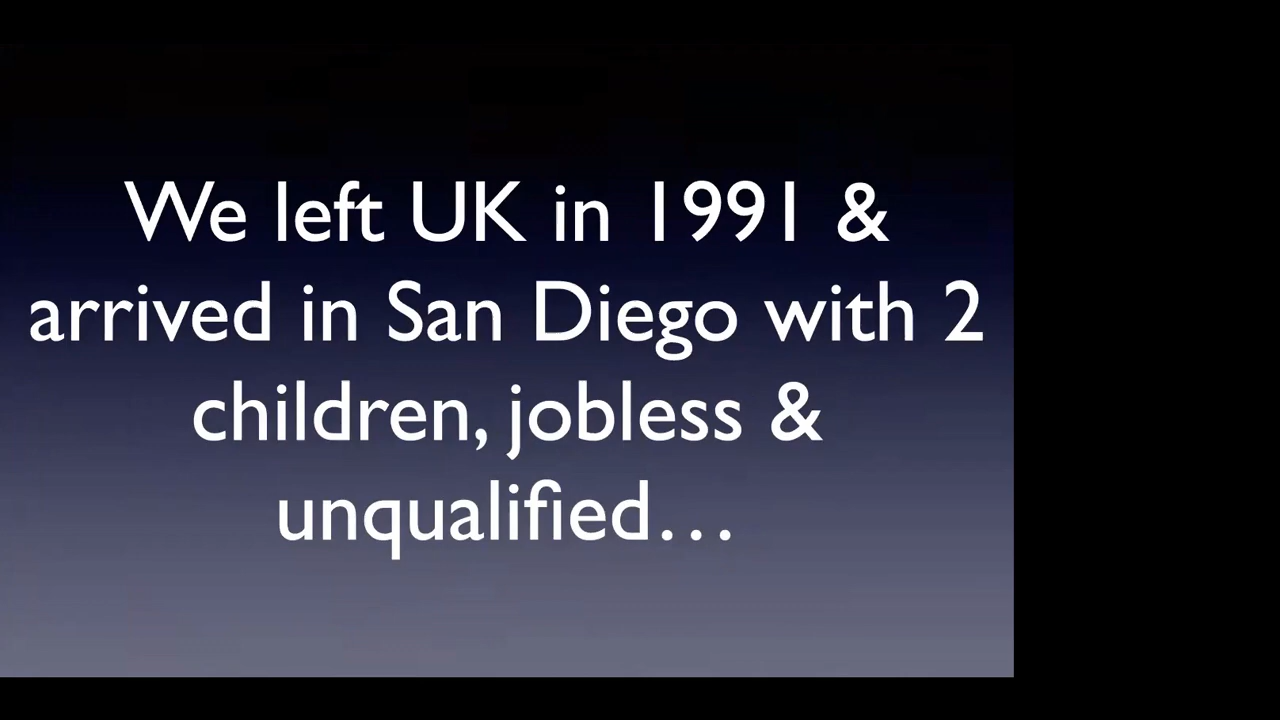 We left UK in 1991 &
arrived in San Diego with 2
children, jobless &
unqualified…